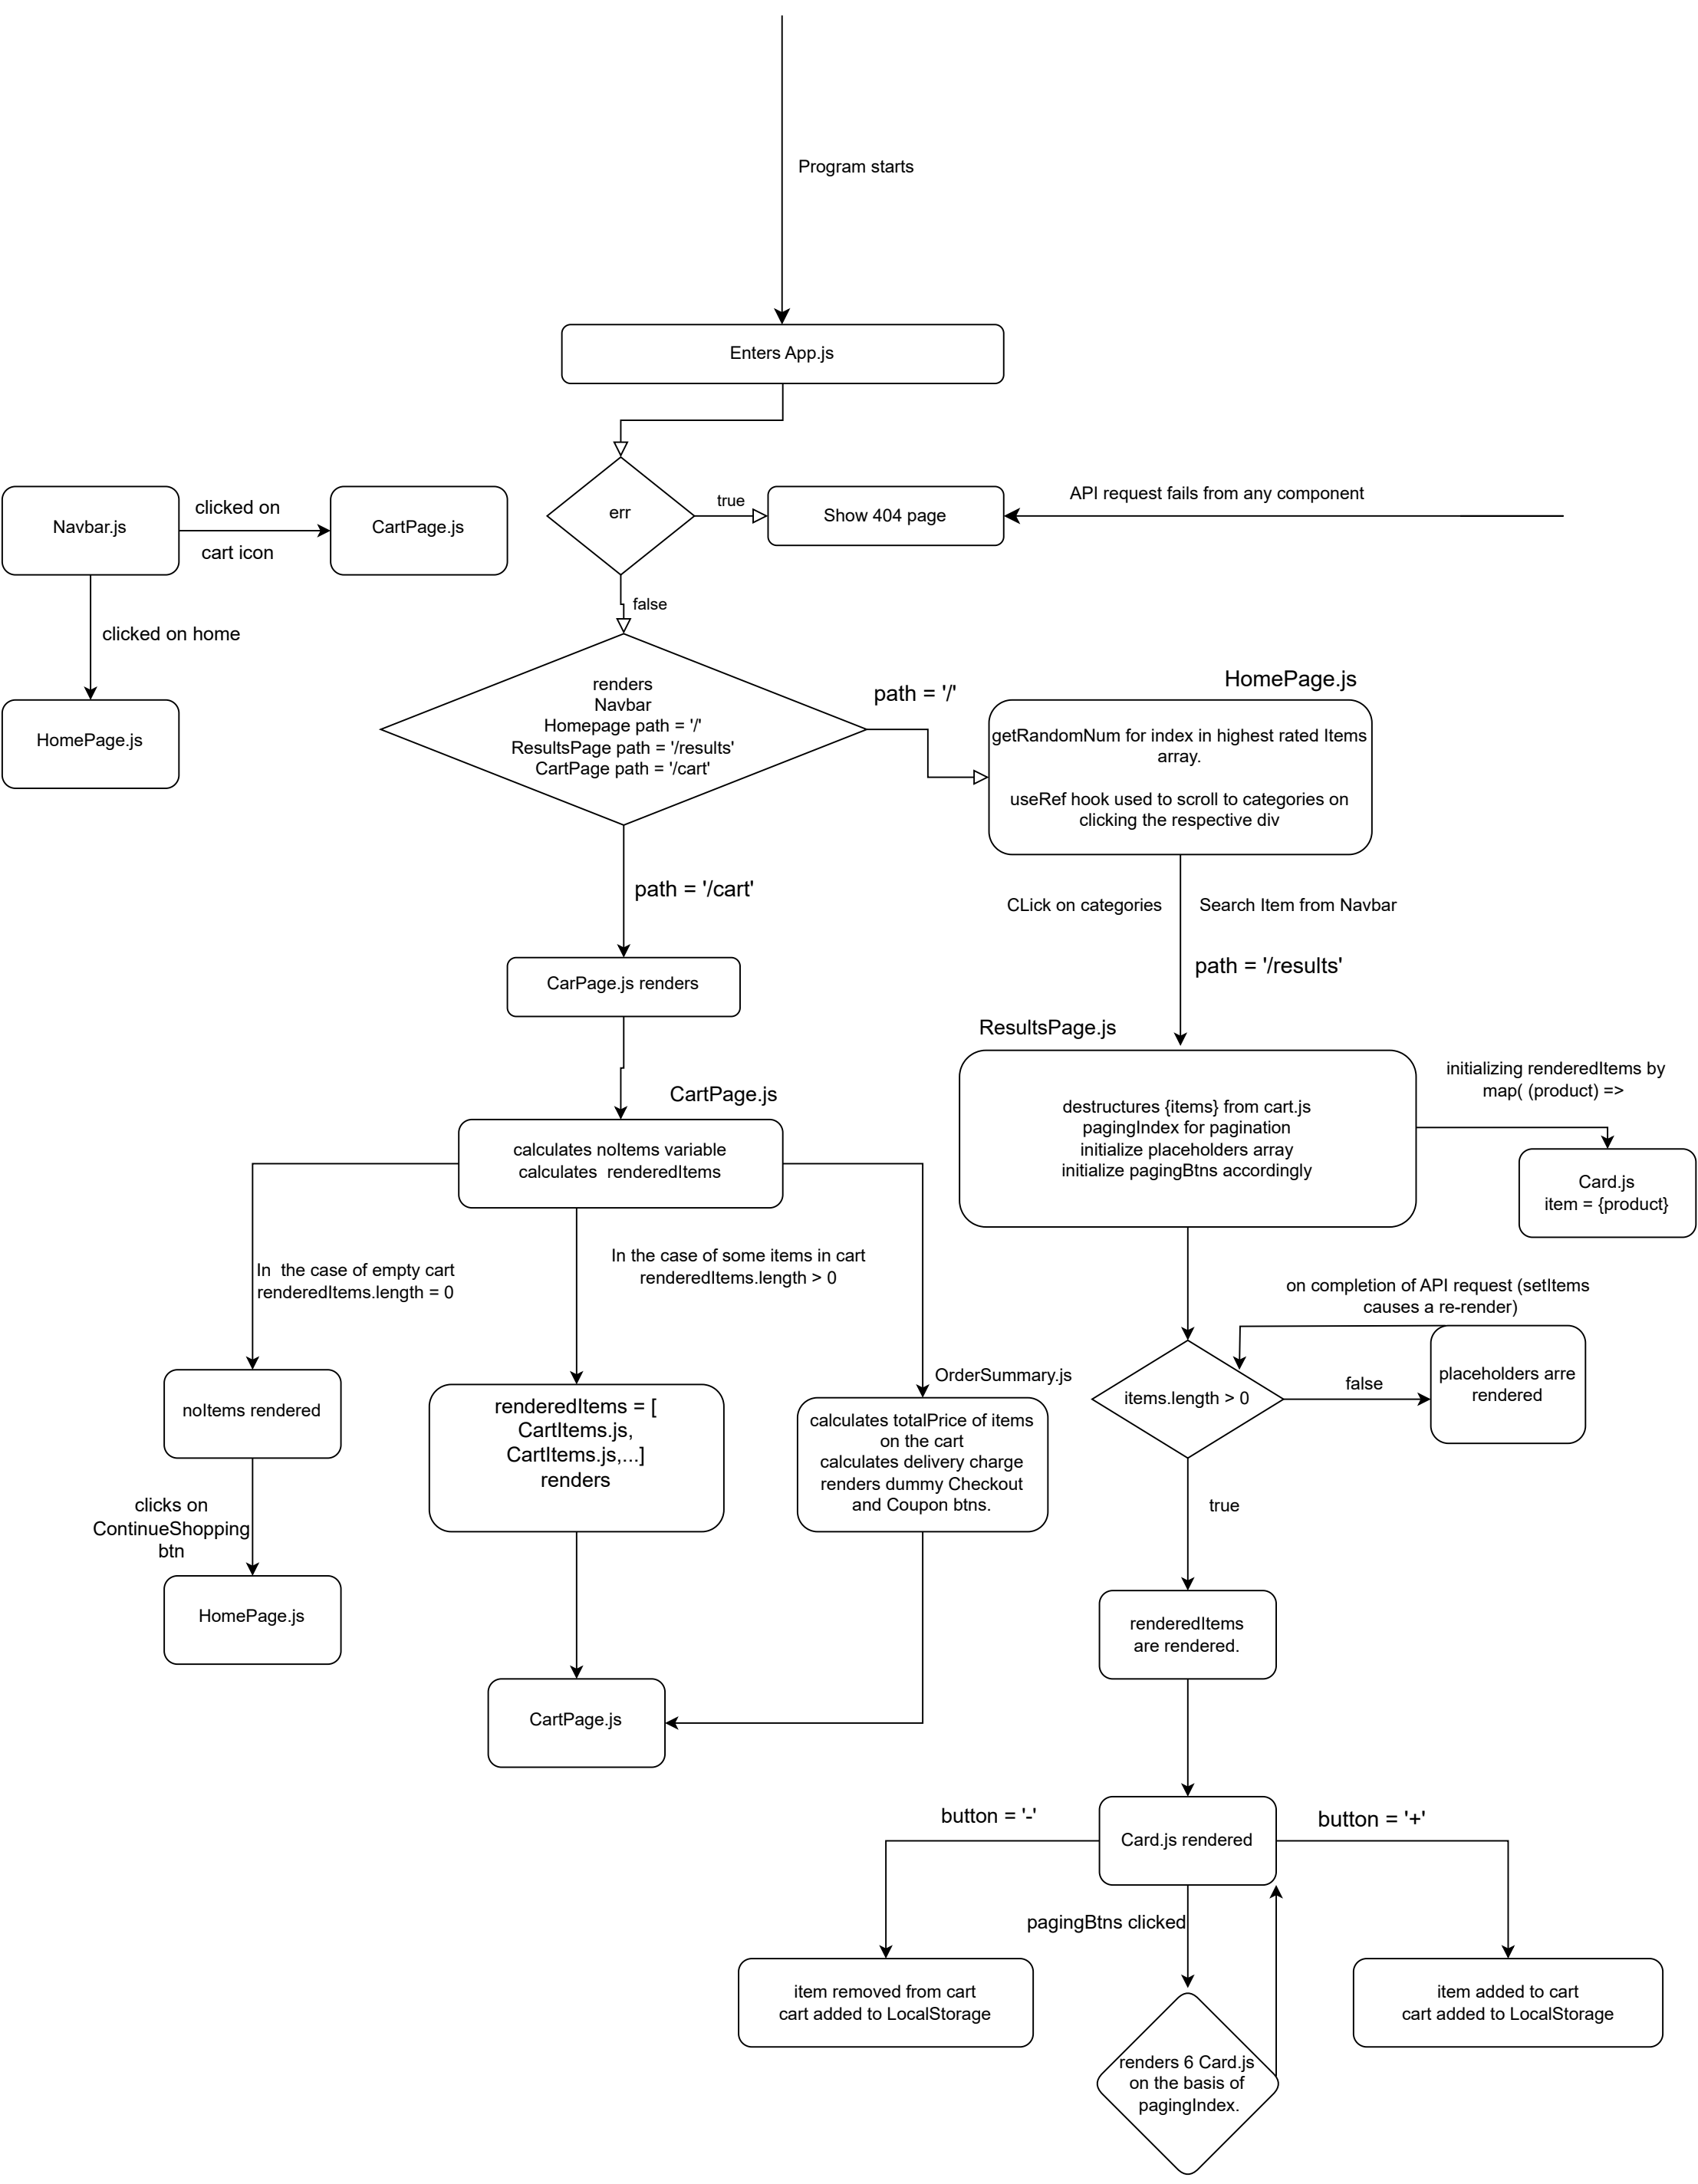 Program starts
Enters App.js
Navbar.js
clicked on
cart icon
CartPage.js
err
true
Show 404 page
API request fails from any component
false
clicked on home
HomePage.js
renders
Navbar
Homepage path = '/'
ResultsPage path = '/results'
CartPage path = '/cart'
path = '/'
HomePage.js
getRandomNum for index in highest rated Items
array.
useRef hook used to scroll to categories on
clicking the respective div
path = '/cart'
CLick on categories
Search Item from Navbar
path = '/results'
CarPage.js renders
ResultsPage.js
CartPage.js
calculates noItems variable
calculates  renderedItems
destructures {items} from cart.js
pagingIndex for pagination
initialize placeholders array
initialize pagingBtns accordingly
initializing renderedItems by
map( (product) =>
Card.js
item = {product}
In  the case of empty cart
renderedItems.length = 0
In the case of some items in cart
renderedItems.length > 0
on completion of API request (setItems
causes a re-render)
noItems rendered
renderedItems = [
CartItems.js,
CartItems.js,...]
renders
OrderSummary.js
calculates totalPrice of items
on the cart
calculates delivery charge
renders dummy Checkout
and Coupon btns.
items.length > 0
false
placeholders arre
rendered
clicks on
ContinueShopping
btn
true
HomePage.js
renderedItems
are rendered.
CartPage.js
button = '-'
Card.js rendered
button = '+'
pagingBtns clicked
item removed from cart
cart added to LocalStorage
item added to cart
cart added to LocalStorage
renders 6 Card.js
on the basis of
pagingIndex.